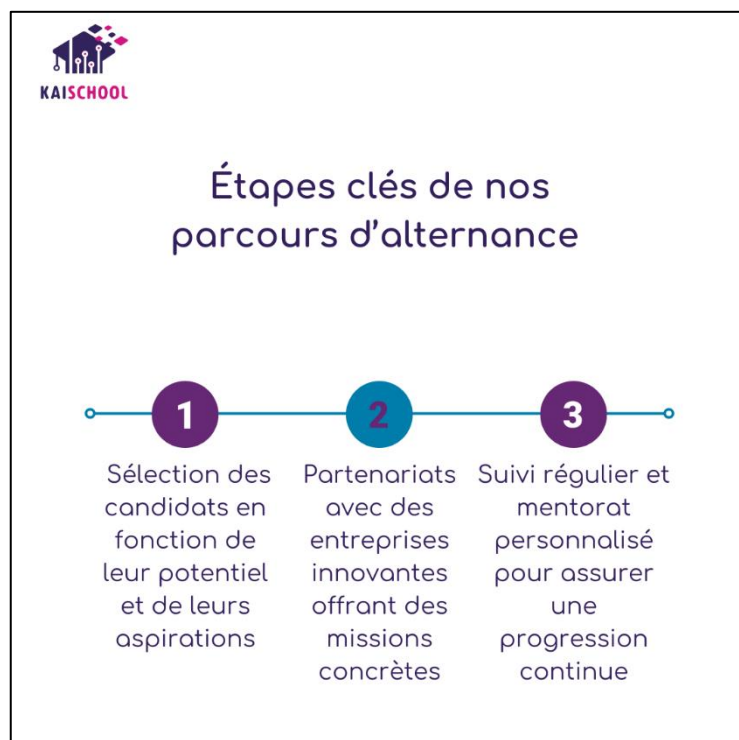 KAISCHOOL
Étapes clés de nos
parcours d'alternance
1
Sélection des
candidats en
fonction de
leur potentiel
et de leurs
aspirations
2
Partenariats
avec des
entreprises
innovantes
offrant des
missions
concrètes
3
Suivi régulier et
mentorat
personnalisé
pour assurer
une
progression
continue